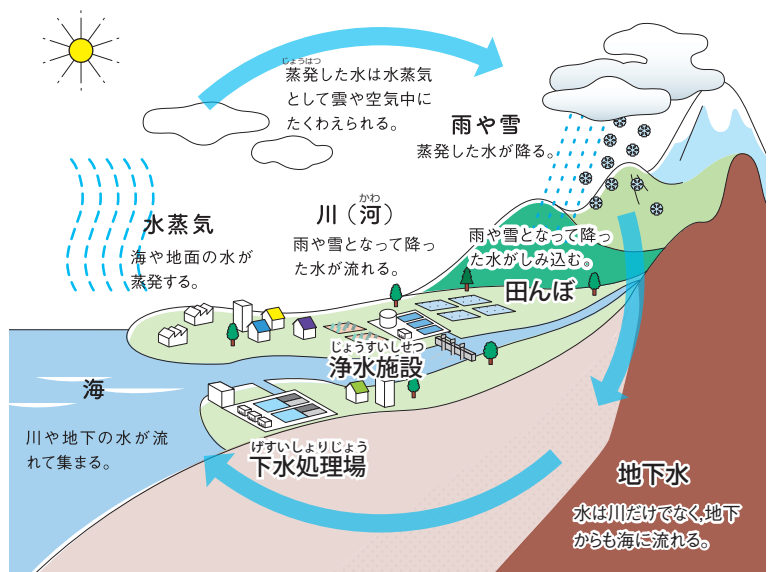 じょうはつ
蒸発した水は水蒸気
として雲や空気中に
たくわえられる。
雨や雪
蒸発した水が降る。
水蒸気
海や地面の水が
蒸発する。
かわ
川（河）
雨や雪となって降っ
た水が流れる。
雨や雪となって降っ
た水がしみ込む。
田んぼ
じょうすいしせつ
浄水施設
海
川や地下の水が流
れて集まる。
げすいしょりじょう
下水処理場
地下水
水は川だけでなく､地下
からも海に流れる。